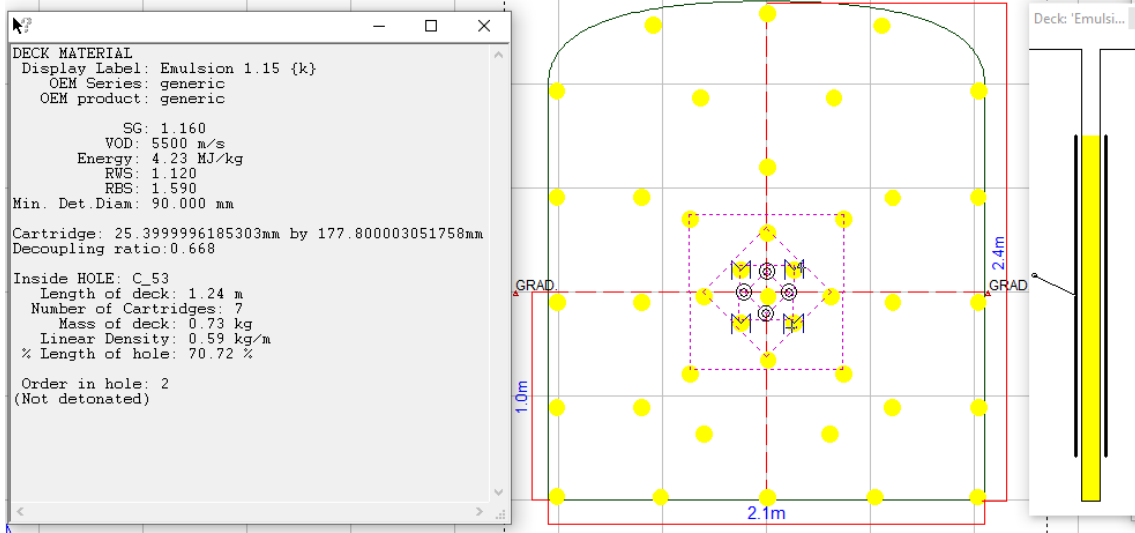 DECK MATERIAL
Display Label: Emulsion 1.15 {k}
OEM Series: generic
OEM product: generic
SG: 1.160
VOD: 5500 m/s
Energy: 4.23 MJ/kg
RWS: 1.120
RBS: 1.590
Min. Det.Diam: 90.000 mm
Cartridge: 25.3999996185303mm by 177.800003051758mm
Decoupling ratio:0.668
Inside HOLE: C_53
Length of deck: 1.24 m
Number of Cartridges: 7
Mass of deck: 0.73 kg
Linear Density: 0.59 kg/m
% Length of hole: 70.72 %
Order in hole: 2
(Not detonated)
GRAD.
GRAD
2.4m
1.0m
2.1m
Deck: 'Emulsi...